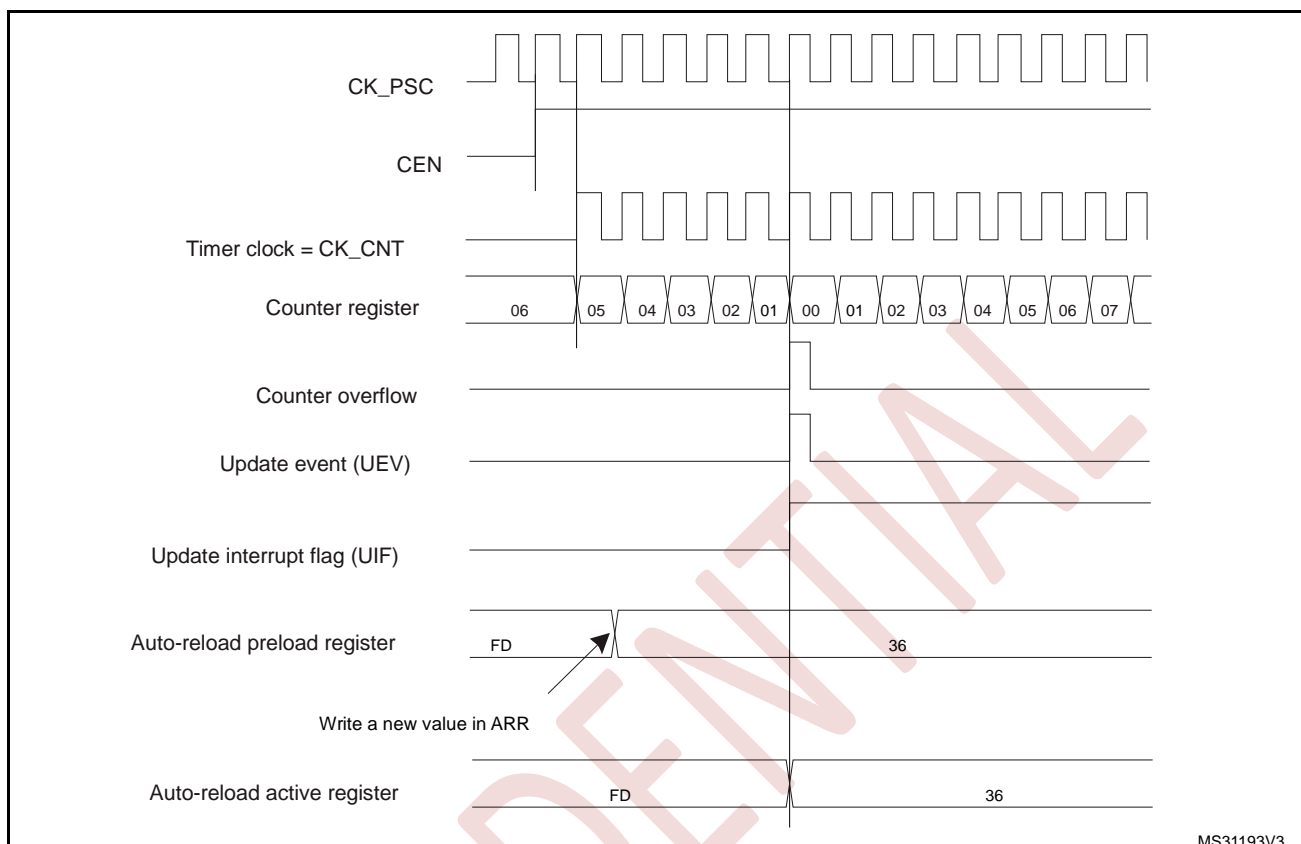 CK_PSC
CEN
Timer clock = CK_CNT
Counter register 06 05 04 03 02 01 00 01 02 03 04 05 06 07
Counter overflow
Update event (UEV)
Update interrupt flag (UIF)
Auto-reload preload register FD 36
Write a new value in ARR
Auto-reload active register FD 36
MS31193V3
DENTIAL